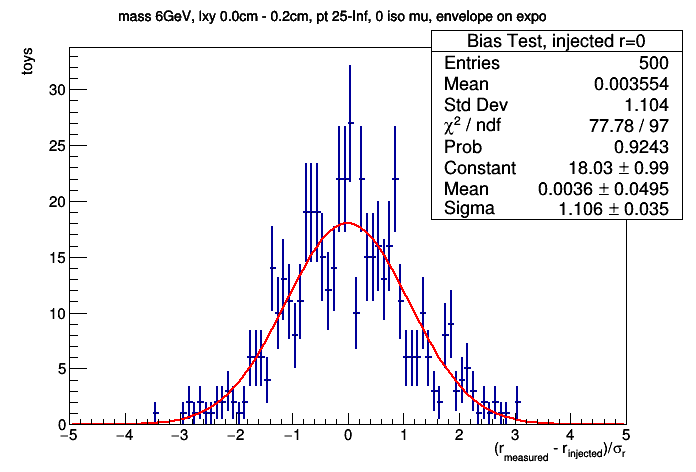 mass 6GeV, lxy 0.0cm - 0.2cm, pt 25-Inf, 0 iso mu, envelope on expo
Bias Test, injected r=0
Entries 500
Mean 0.003554
Std Dev 1.104
χ² / ndf 77.78 / 97
Prob 0.9243
Constant 18.03 ± 0.99
Mean 0.0036 ± 0.0495
Sigma 1.106 ± 0.035
toys
30
25
20
15
10
5
0
−5 −4 −3 −2 −1 0 1 2 3 4 5
(r_measured - r_injected)/σ_r